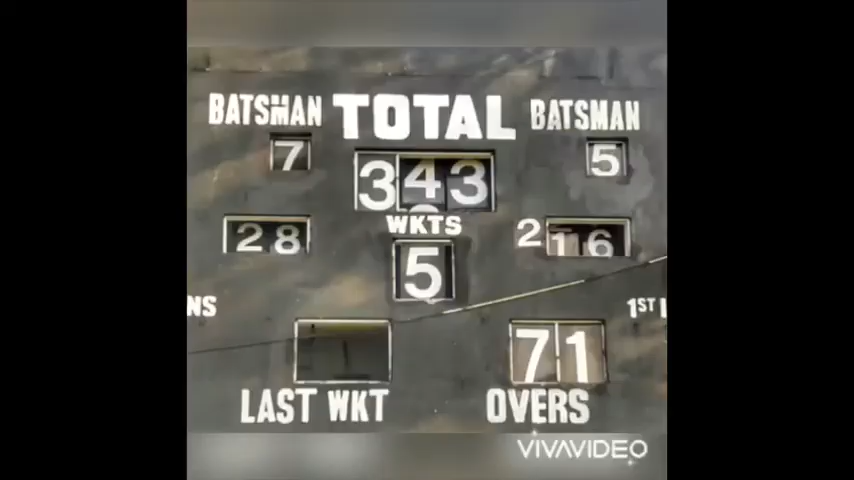 BATSMAN TOTAL BATSMAN
7 343 5
WKTS
28 5 216
NS 1ST
71
LAST WKT OVERS
VIVAVIDEO